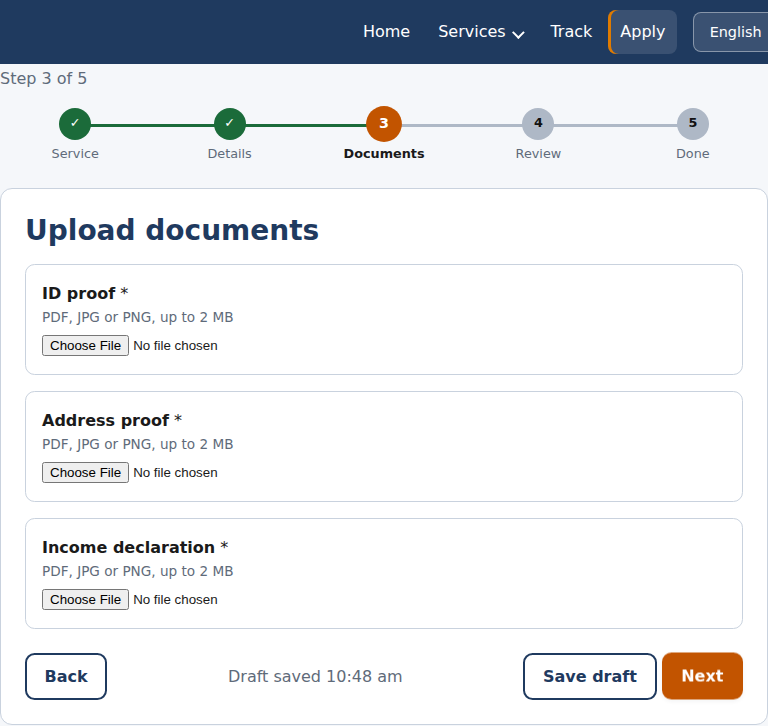 Home Services Track Apply English
Step 3 of 5
✓ ✓ 3 4 5
Service Details Documents Review Done
Upload documents
ID proof *
PDF, JPG or PNG, up to 2 MB
Choose File No file chosen
Address proof *
PDF, JPG or PNG, up to 2 MB
Choose File No file chosen
Income declaration *
PDF, JPG or PNG, up to 2 MB
Choose File No file chosen
Back Draft saved 10:48 am Save draft Next